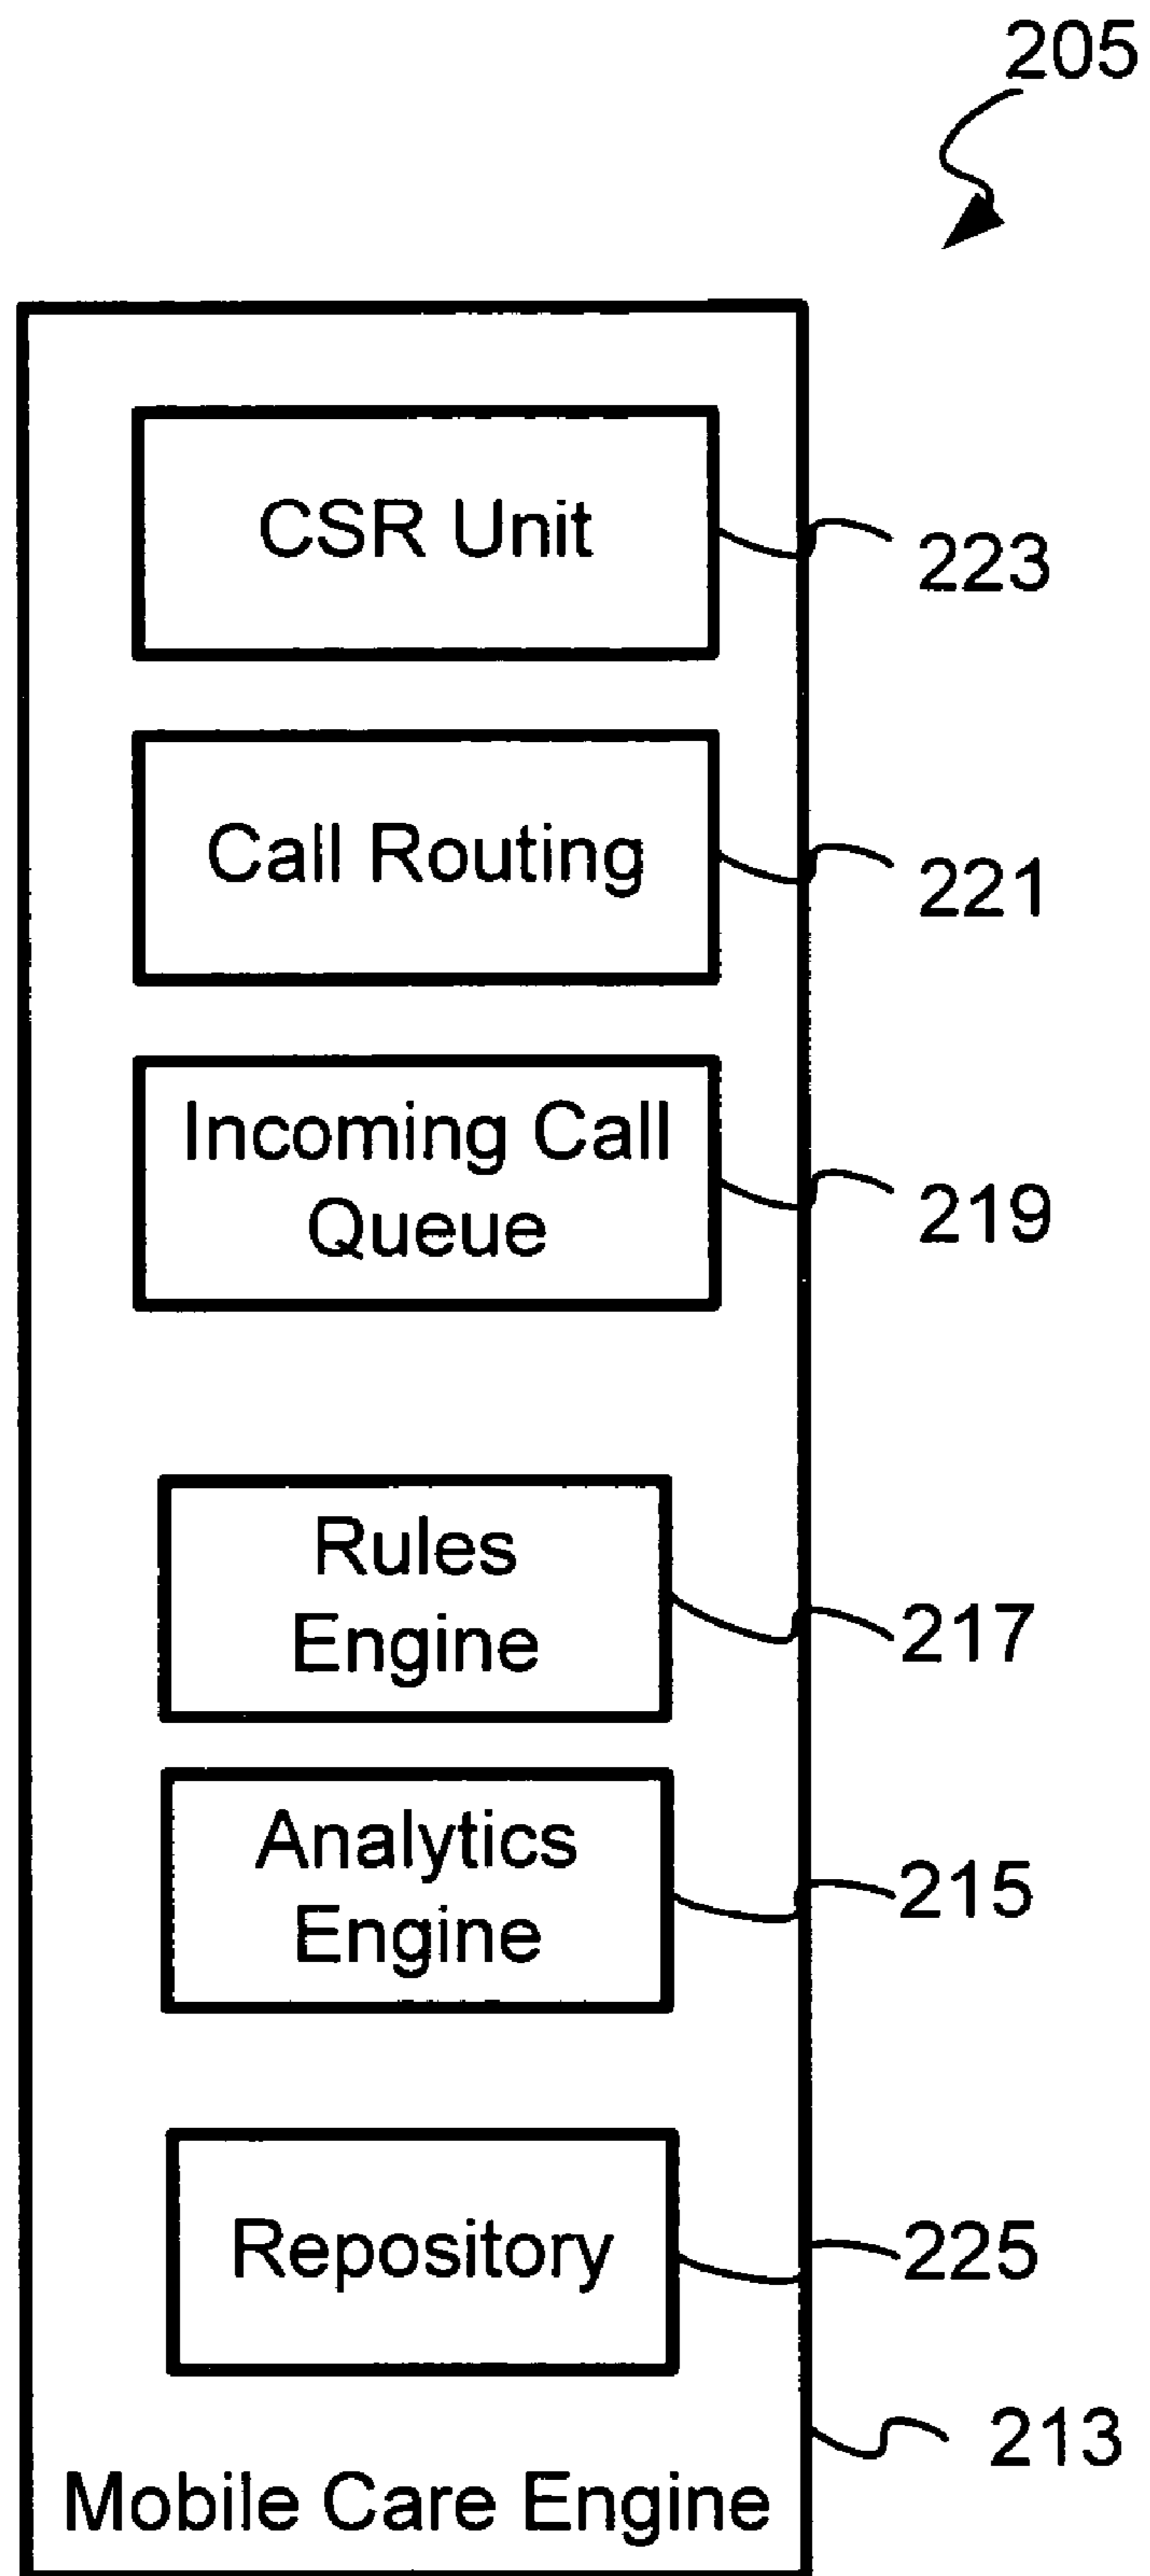 205
CSR Unit
223
Call Routing
221
Incoming Call
Queue
219
Rules
Engine
217
Analytics
Engine
215
Repository
225
213
Mobile Care Engine